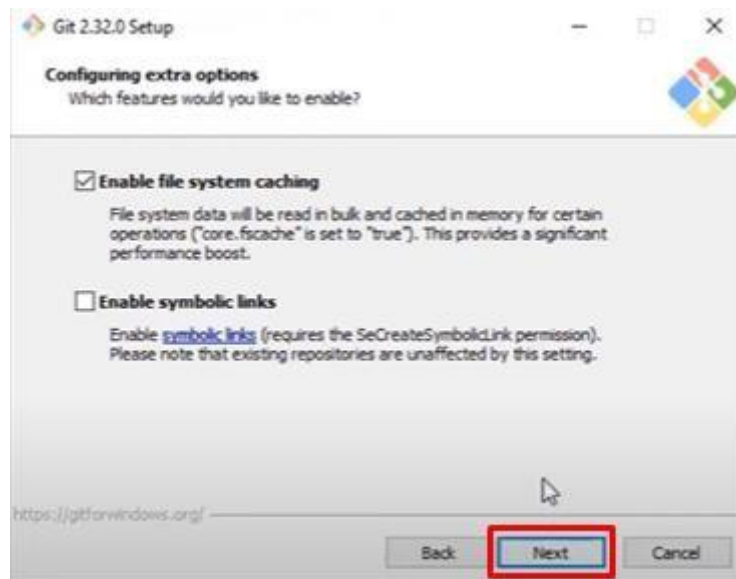 Git 2.32.0 Setup
Configuring extra options
Which features would you like to enable?
Enable file system caching
File system data will be read in bulk and cached in memory for certain
operations ("core.fscache" is set to "true"). This provides a significant
performance boost.
Enable symbolic links
Enable symbolic links (requires the SeCreateSymbolicLink permission).
Please note that existing repositories are unaffected by this setting.
https://gitforwindows.org/
Back Next Cancel